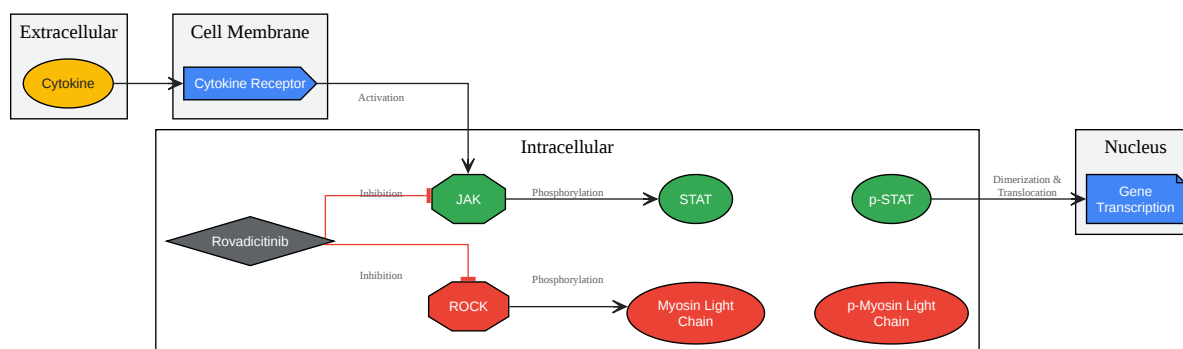 Extracellular
Cytokine
Cell Membrane
Cytokine Receptor
Activation
Intracellular
Inhibition
JAK
Phosphorylation
STAT
p-STAT
Dimerization &
Translocation
Nucleus
Gene
Transcription
Rovadicitinib
Inhibition
ROCK
Phosphorylation
Myosin Light
Chain
p-Myosin Light
Chain